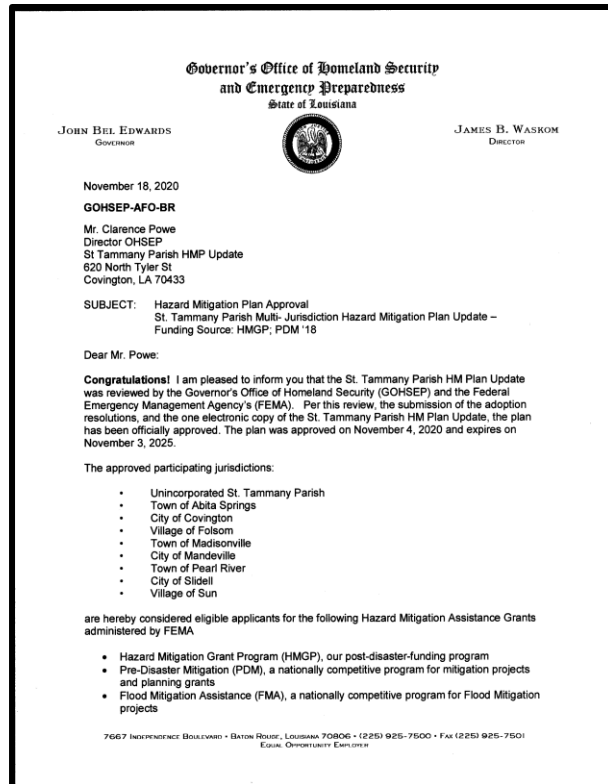 Governor's Office of Homeland Security
and Emergency Preparedness
State of Louisiana
JOHN BEL EDWARDS
GOVERNOR
JAMES B. WASKOM
DIRECTOR
November 18, 2020
GOHSEP-AFO-BR
Mr. Clarence Powe
Director OHSEP
St Tammany Parish HMP Update
620 North Tyler St
Covington, LA 70433
SUBJECT: Hazard Mitigation Plan Approval
St. Tammany Parish Multi- Jurisdiction Hazard Mitigation Plan Update –
Funding Source: HMGP; PDM '18
Dear Mr. Powe:
Congratulations! I am pleased to inform you that the St. Tammany Parish HM Plan Update
was reviewed by the Governor's Office of Homeland Security (GOHSEP) and the Federal
Emergency Management Agency's (FEMA). Per this review, the submission of the adoption
resolutions, and the one electronic copy of the St. Tammany Parish HM Plan Update, the plan
has been officially approved. The plan was approved on November 4, 2020 and expires on
November 3, 2025.
The approved participating jurisdictions:
• Unincorporated St. Tammany Parish
• Town of Abita Springs
• City of Covington
• Village of Folsom
• Town of Madisonville
• City of Mandeville
• Town of Pearl River
• City of Slidell
• Village of Sun
are hereby considered eligible applicants for the following Hazard Mitigation Assistance Grants
administered by FEMA
• Hazard Mitigation Grant Program (HMGP), our post-disaster-funding program
• Pre-Disaster Mitigation (PDM), a nationally competitive program for mitigation projects
and planning grants
• Flood Mitigation Assistance (FMA), a nationally competitive program for Flood Mitigation
projects
7667 INDEPENDENCE BOULEVARD • BATON ROUGE, LOUISIANA 70806 • (225) 925-7500 • FAX (225) 925-7501
EQUAL OPPORTUNITY EMPLOYER